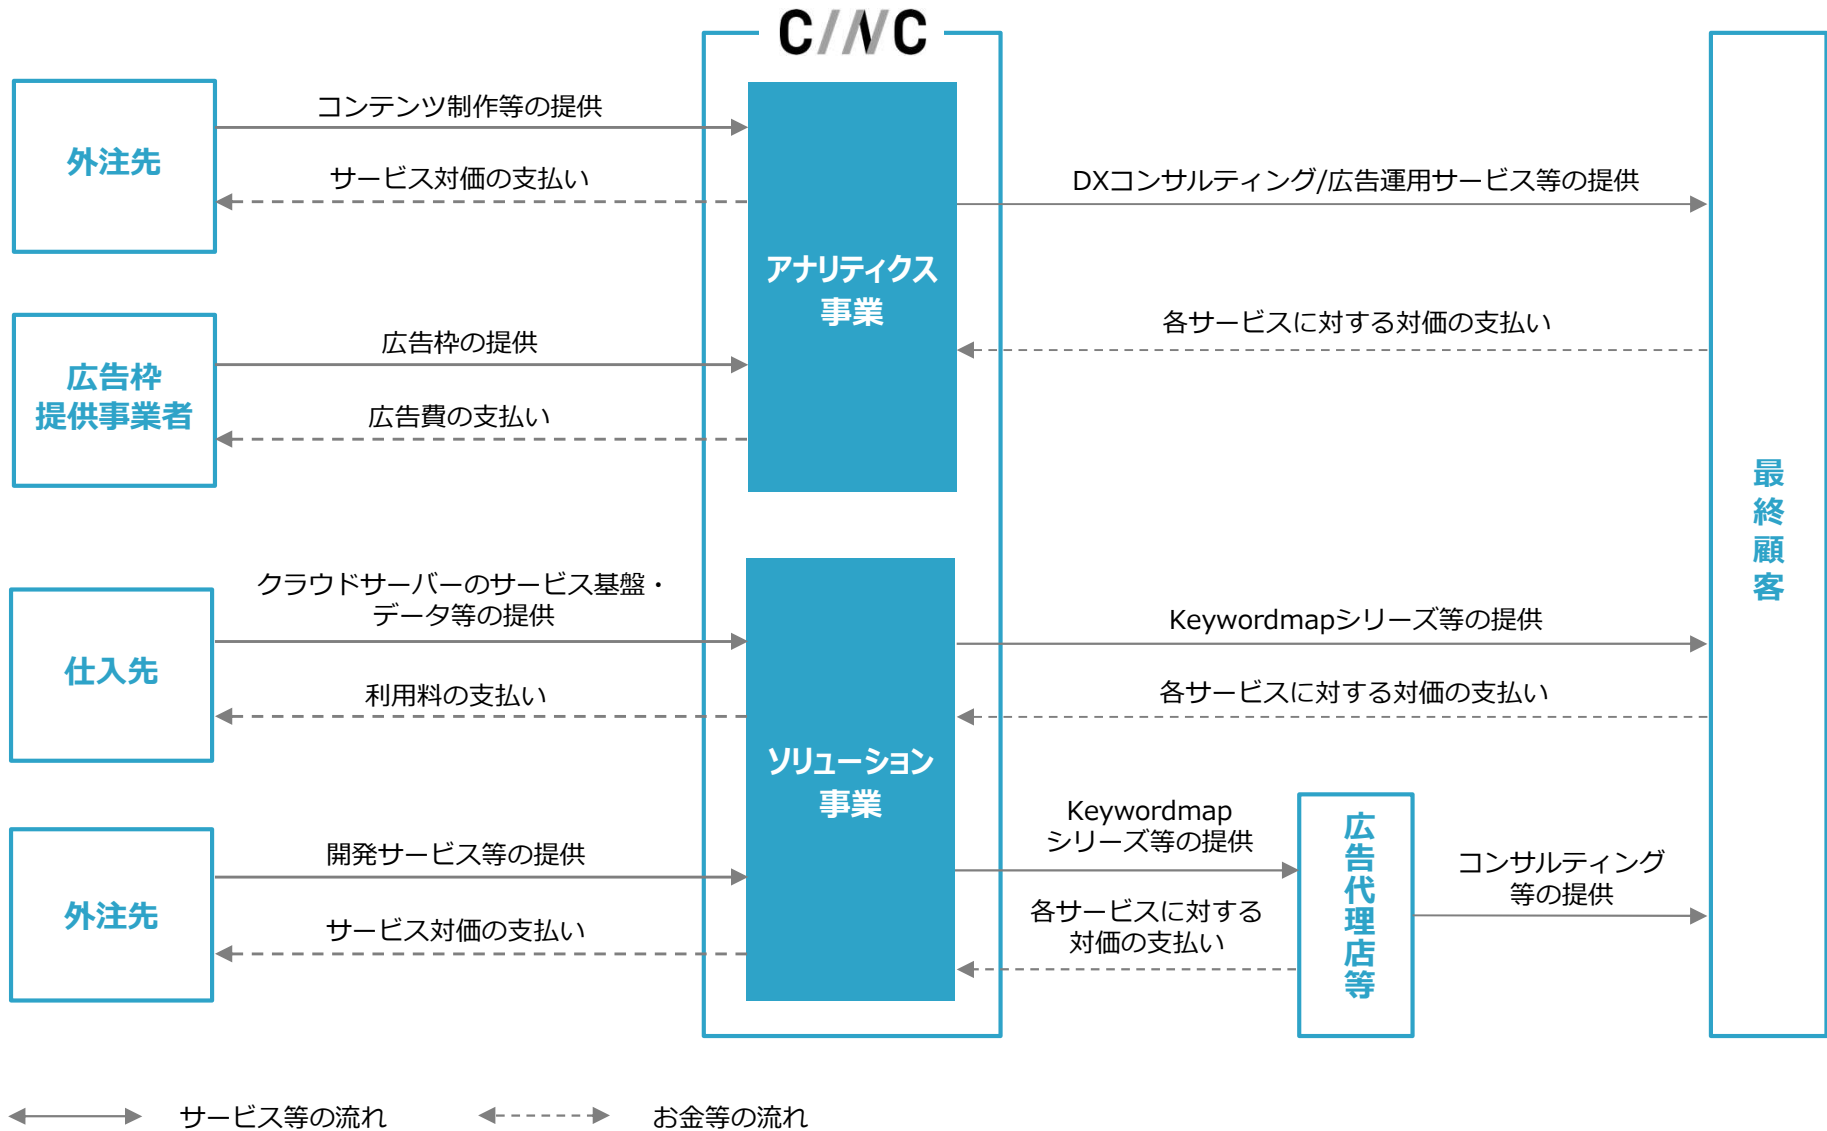 CINC
外注先
コンテンツ制作等の提供
サービス対価の支払い
広告枠
提供事業者
広告枠の提供
広告費の支払い
アナリティクス
事業
DXコンサルティング/広告運用サービス等の提供
各サービスに対する対価の支払い
仕入先
クラウドサーバーのサービス基盤・
データ等の提供
利用料の支払い
外注先
開発サービス等の提供
サービス対価の支払い
ソリューション
事業
Keywordmapシリーズ等の提供
各サービスに対する対価の支払い
Keywordmap
シリーズ等の提供
各サービスに対する
対価の支払い
広告代理店等
コンサルティング
等の提供
最終顧客
サービス等の流れ
お金等の流れ